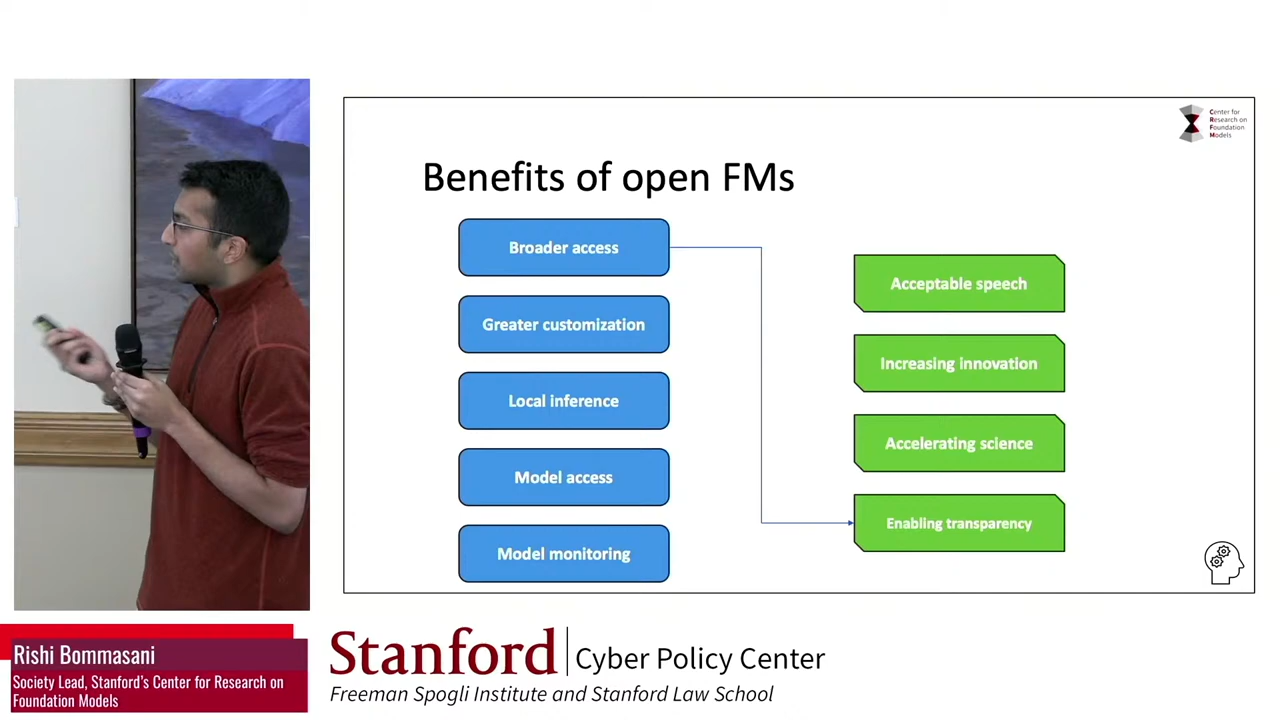 Center for
Research on
Foundation
Models
Benefits of open FMs
Broader access
Greater customization
Local inference
Model access
Model monitoring
Acceptable speech
Increasing innovation
Accelerating science
Enabling transparency
Rishi Bommasani
Society Lead, Stanford's Center for Research on
Foundation Models
Stanford
Cyber Policy Center
Freeman Spogli Institute and Stanford Law School